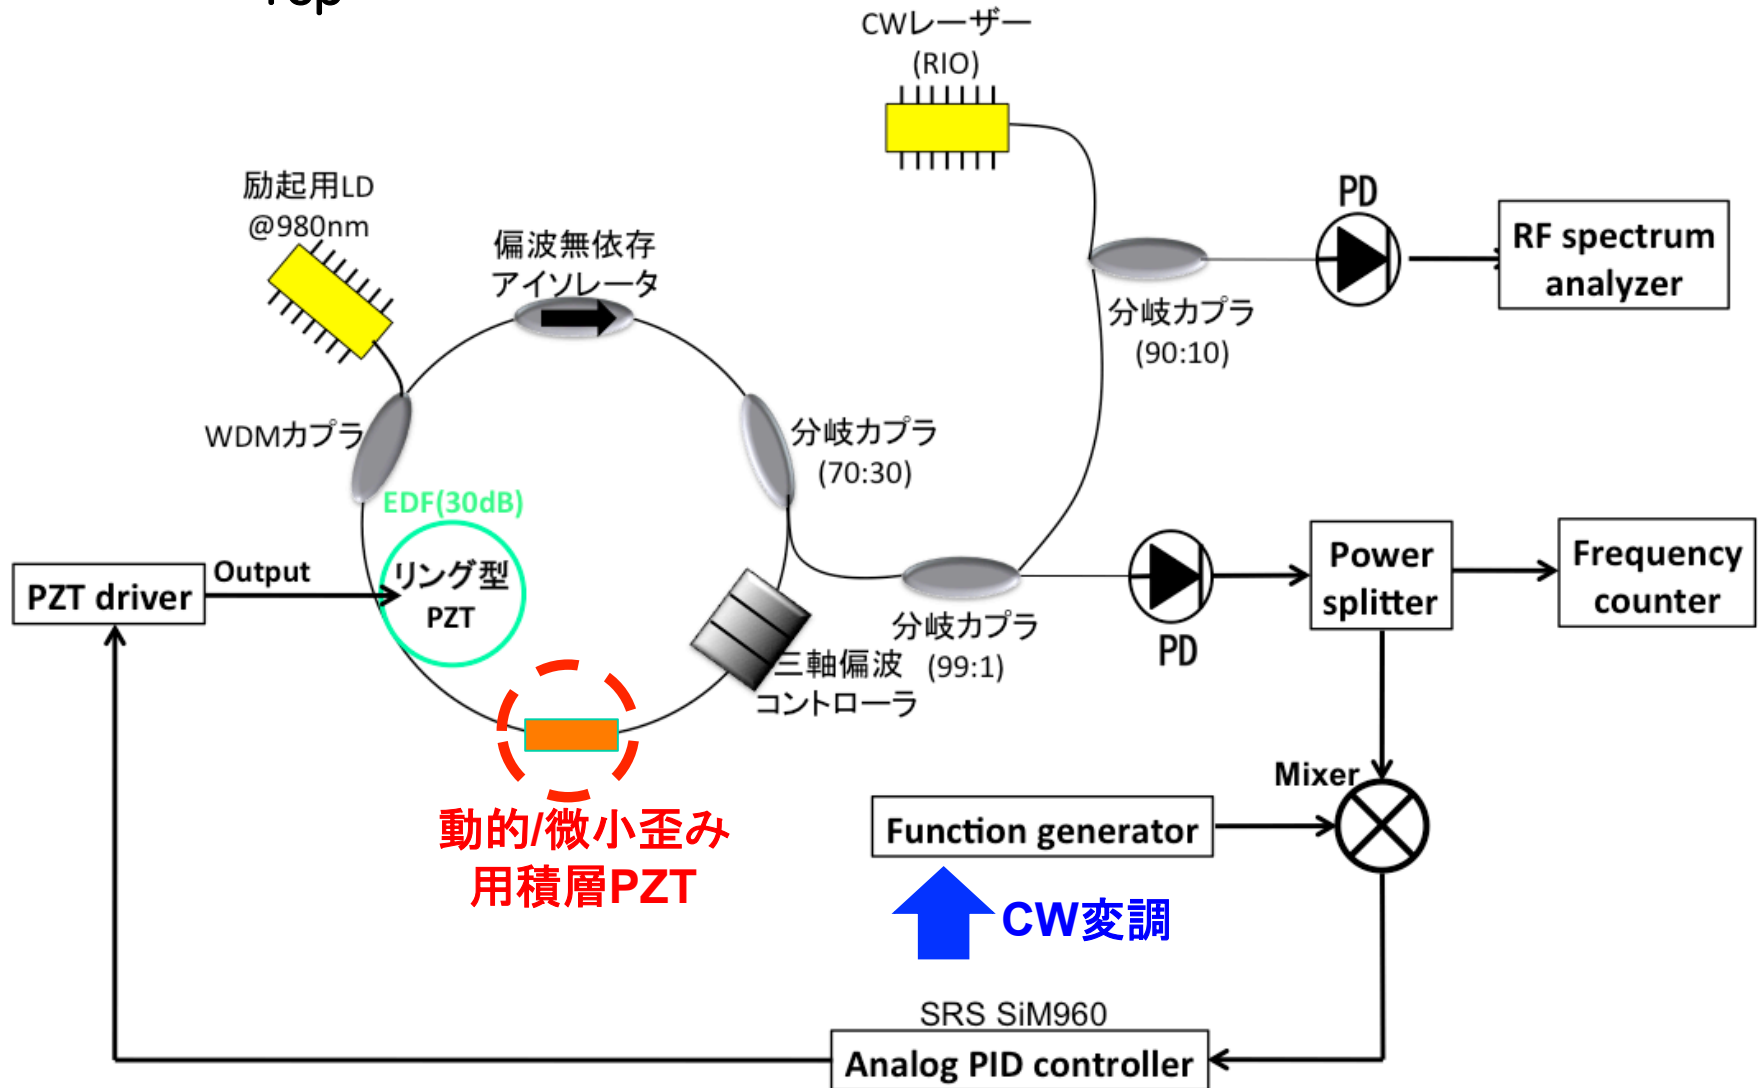 CWレーザー
(RIO)
励起用LD
@980nm
偏波無依存
アイソレータ
PD
RF spectrum
analyzer
分岐カプラ
(90:10)
WDMカプラ
分岐カプラ
(70:30)
EDF(30dB)
リング型
PZT
PZT driver
Output
分岐カプラ
(99:1)
PD
Power
splitter
Frequency
counter
三軸偏波
コントローラ
動的/微小歪み
用積層PZT
Mixer
Function generator
CW変調
SRS SiM960
Analog PID controller